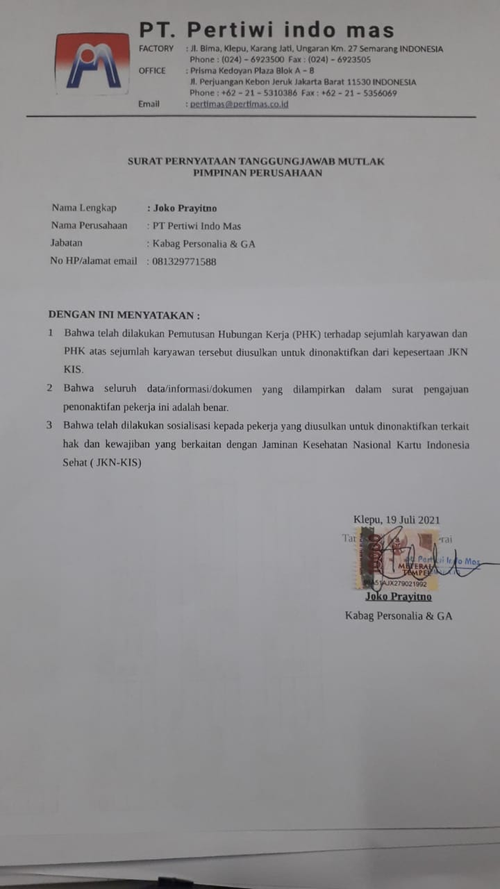 PT. Pertiwi indo mas
FACTORY : Jl. Bima, Klepu, Karang Jati, Ungaran Km. 27 Semarang INDONESIA
Phone : (024) – 6923500 Fax : (024) – 6923505
OFFICE : Prisma Kedoyan Plaza Blok A – 8
Jl. Perjuangan Kebon Jeruk Jakarta Barat 11530 INDONESIA
Phone : +62 – 21 – 5310386 Fax : +62 – 21 – 5356069
Email : pertimas@pertimas.co.id
SURAT PERNYATAAN TANGGUNGJAWAB MUTLAK
PIMPINAN PERUSAHAAN
Nama Lengkap : Joko Prayitno
Nama Perusahaan : PT Pertiwi Indo Mas
Jabatan : Kabag Personalia & GA
No HP/alamat email : 081329771588
DENGAN INI MENYATAKAN :
1 Bahwa telah dilakukan Pemutusan Hubungan Kerja (PHK) terhadap sejumlah karyawan dan
PHK atas sejumlah karyawan tersebut diusulkan untuk dinonaktifkan dari kepesertaan JKN
KIS.
2 Bahwa seluruh data/informasi/dokumen yang dilampirkan dalam surat pengajuan
penonaktifan pekerja ini adalah benar.
3 Bahwa telah dilakukan sosialisasi kepada pekerja yang diusulkan untuk dinonaktifkan terkait
hak dan kewajiban yang berkaitan dengan Jaminan Kesehatan Nasional Kartu Indonesia
Sehat ( JKN-KIS)
Klepu, 19 Juli 2021
10000
Indo Mas
METERAI
TEMPEL
Joko Prayitno
Kabag Personalia & GA